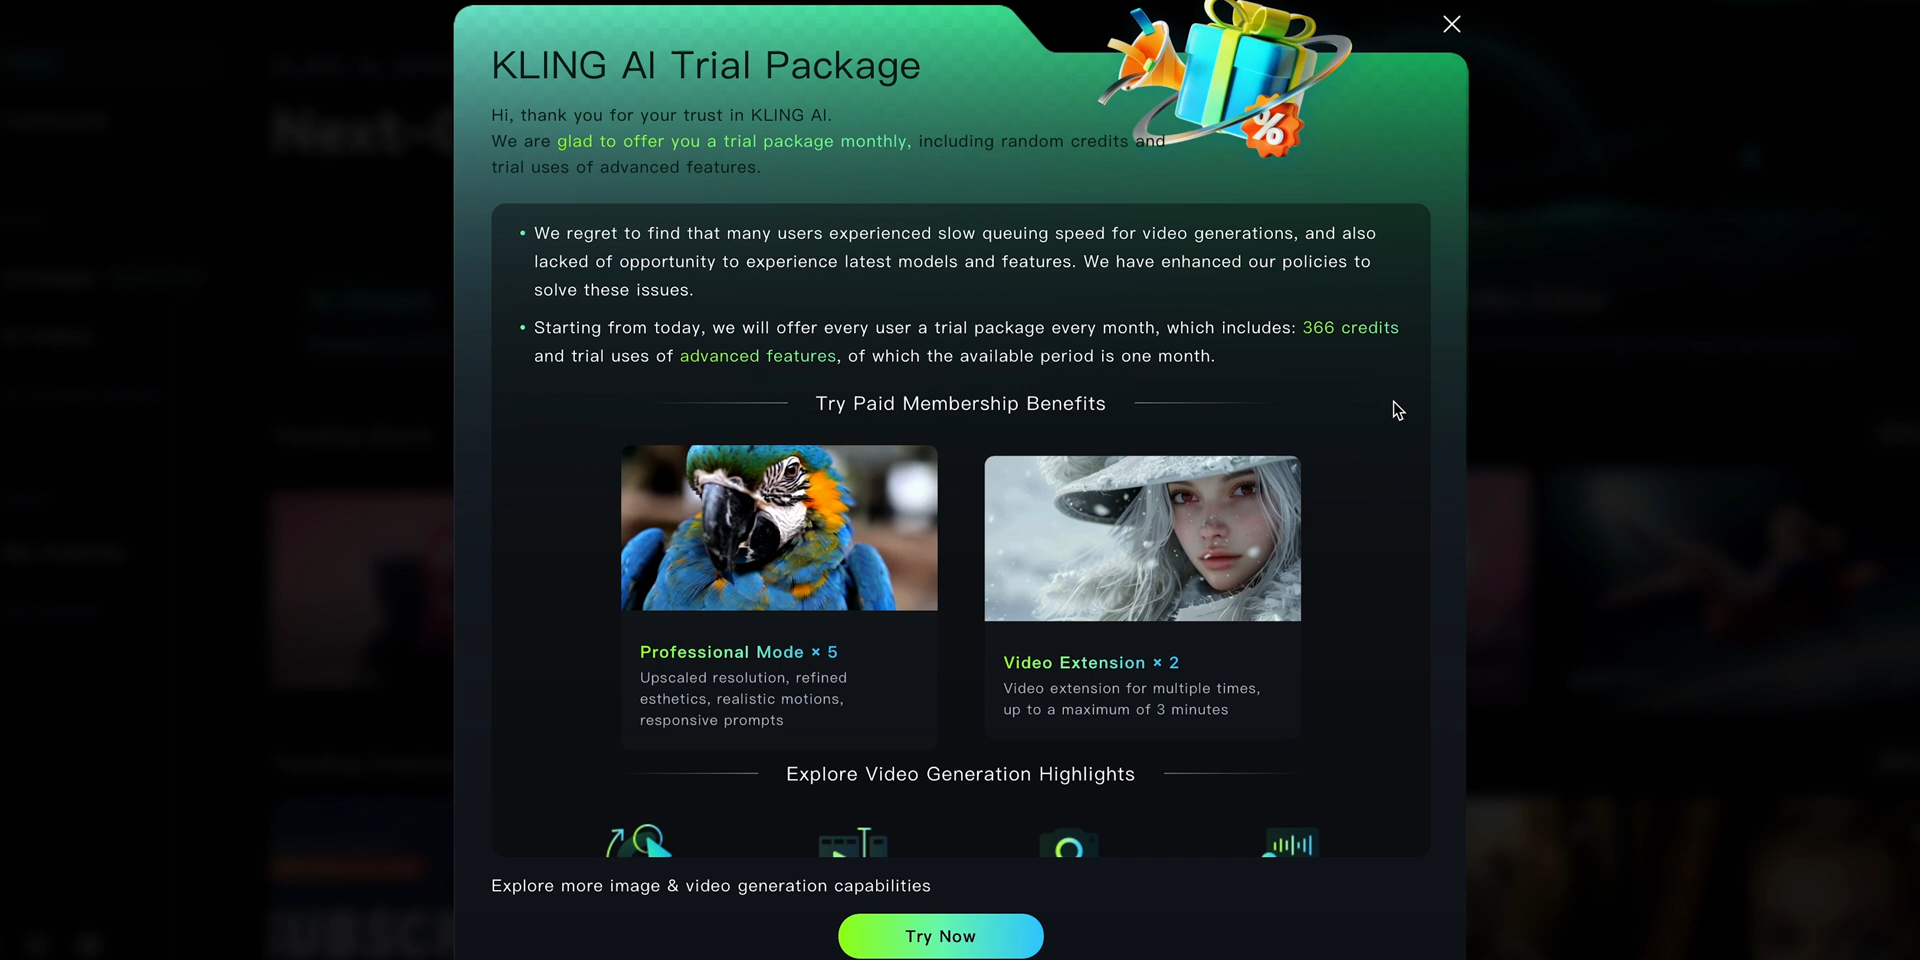 KLING AI Trial Package
Hi, thank you for your trust in KLING AI.
We are glad to offer you a trial package monthly, including random credits and
trial uses of advanced features.
• We regret to find that many users experienced slow queuing speed for video generations, and also
lacked of opportunity to experience latest models and features. We have enhanced our policies to
solve these issues.
• Starting from today, we will offer every user a trial package every month, which includes: 366 credits
and trial uses of advanced features, of which the available period is one month.
Try Paid Membership Benefits
Professional Mode × 5
Upscaled resolution, refined
esthetics, realistic motions,
responsive prompts
Video Extension × 2
Video extension for multiple times,
up to a maximum of 3 minutes
Explore Video Generation Highlights
Explore more image & video generation capabilities
Try Now